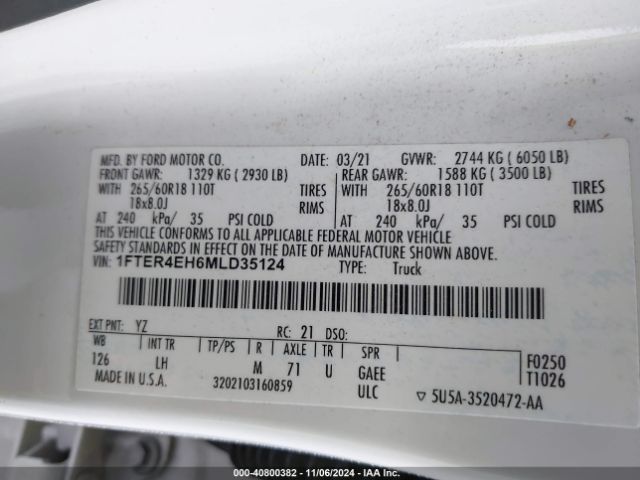 MFD. BY FORD MOTOR CO. DATE: 03/21 GVWR: 2744 KG ( 6050 LB)
FRONT GAWR: 1329 KG ( 2930 LB) REAR GAWR: 1588 KG ( 3500 LB)
WITH 265/60R18 110T TIRES WITH 265/60R18 110T TIRES
18x8.0J RIMS 18x8.0J RIMS
AT 240 kPa/ 35 PSI COLD AT 240 kPa/ 35 PSI COLD
THIS VEHICLE CONFORMS TO ALL APPLICABLE FEDERAL MOTOR VEHICLE
SAFETY STANDARDS IN EFFECT ON THE DATE OF MANUFACTURE SHOWN ABOVE.
VIN: 1FTER4EH6MLD35124 TYPE: Truck
EXT PNT: YZ RC: 21 DSO:
WB INT TR TP/PS R AXLE TR SPR F0250
126 LH M 71 U GAEE T1026
MADE IN U.S.A. 3202103160859 ULC ▽ 5U5A-3520472-AA
000-40800382 - 11/06/2024 - IAA Inc.